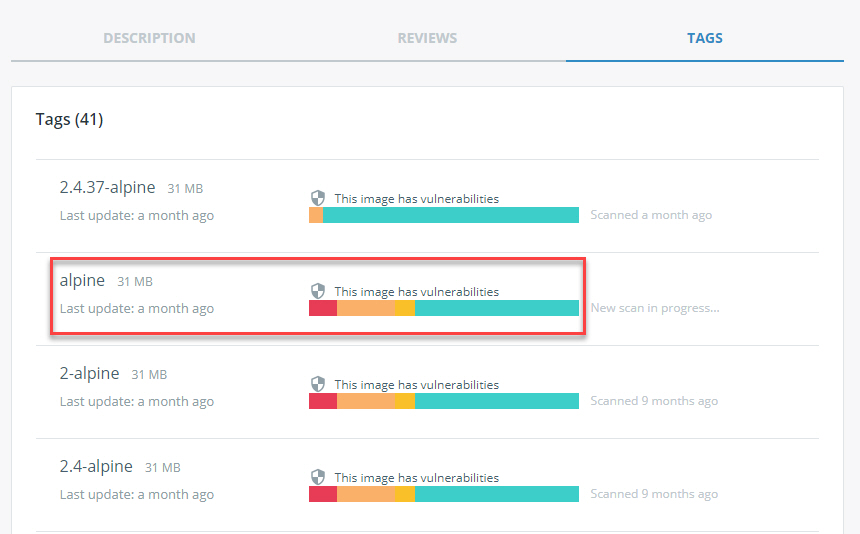 DESCRIPTION REVIEWS TAGS
Tags (41)
2.4.37-alpine 31 MB
This image has vulnerabilities
Last update: a month ago
Scanned a month ago
alpine 31 MB
This image has vulnerabilities
Last update: a month ago
New scan in progress...
2-alpine 31 MB
This image has vulnerabilities
Last update: a month ago
Scanned 9 months ago
2.4-alpine 31 MB
This image has vulnerabilities
Last update: a month ago
Scanned 9 months ago